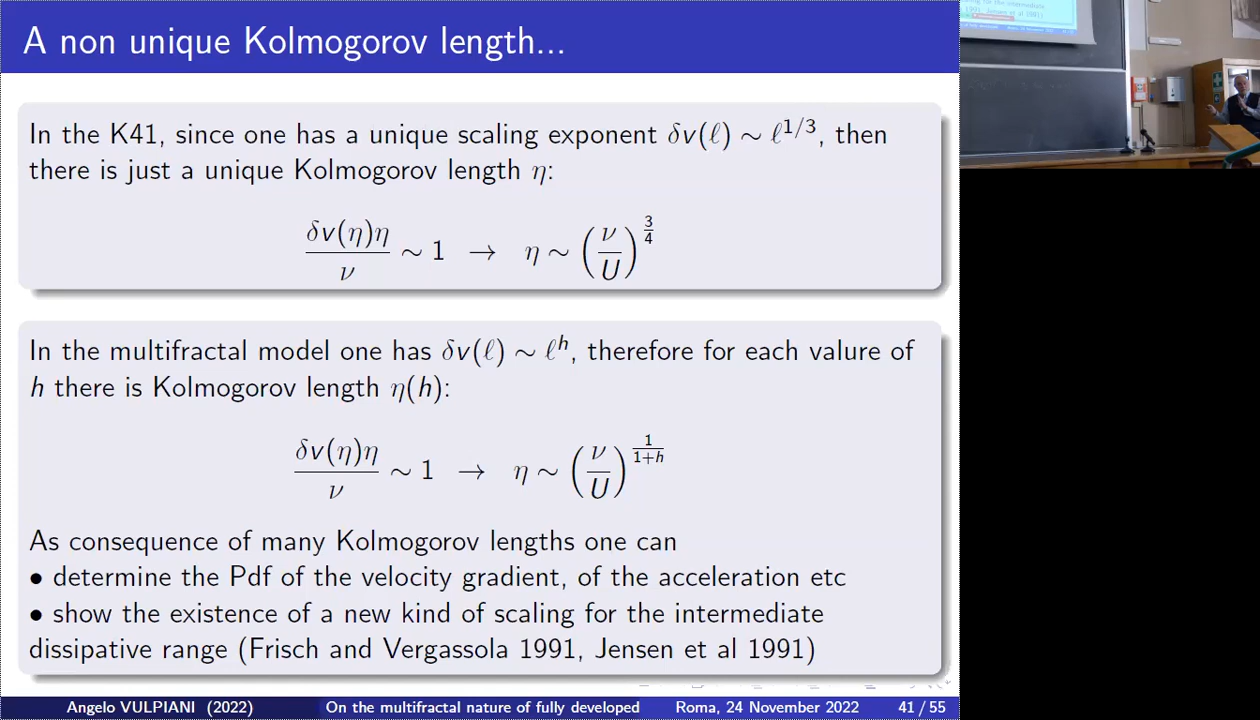 A non unique Kolmogorov length...
In the K41, since one has a unique scaling exponent δv(ℓ) ∼ ℓ^{1/3}, then
there is just a unique Kolmogorov length η:
δv(η)η / ν ∼ 1 → η ∼ (ν/U)^{3/4}
In the multifractal model one has δv(ℓ) ∼ ℓ^h, therefore for each valure of
h there is Kolmogorov length η(h):
δv(η)η / ν ∼ 1 → η ∼ (ν/U)^{1/(1+h)}
As consequence of many Kolmogorov lengths one can
• determine the Pdf of the velocity gradient, of the acceleration etc
• show the existence of a new kind of scaling for the intermediate
dissipative range (Frisch and Vergassola 1991, Jensen et al 1991)
Angelo VULPIANI (2022) On the multifractal nature of fully developed Roma, 24 November 2022 41 / 55